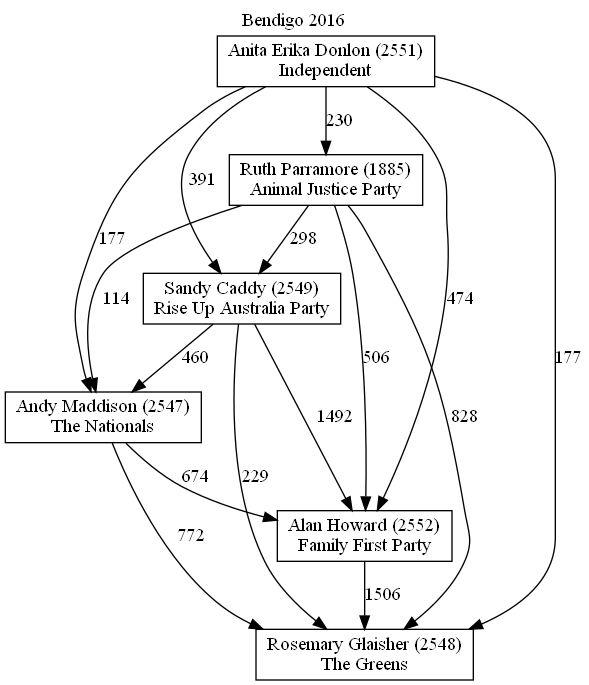 Bendigo 2016
Anita Erika Donlon (2551)
Independent
230
Ruth Parramore (1885)
Animal Justice Party
391
177
298
114
474
Sandy Caddy (2549)
Rise Up Australia Party
460
506
177
1492
828
Andy Maddison (2547)
The Nationals
674
229
772
Alan Howard (2552)
Family First Party
1506
Rosemary Glaisher (2548)
The Greens